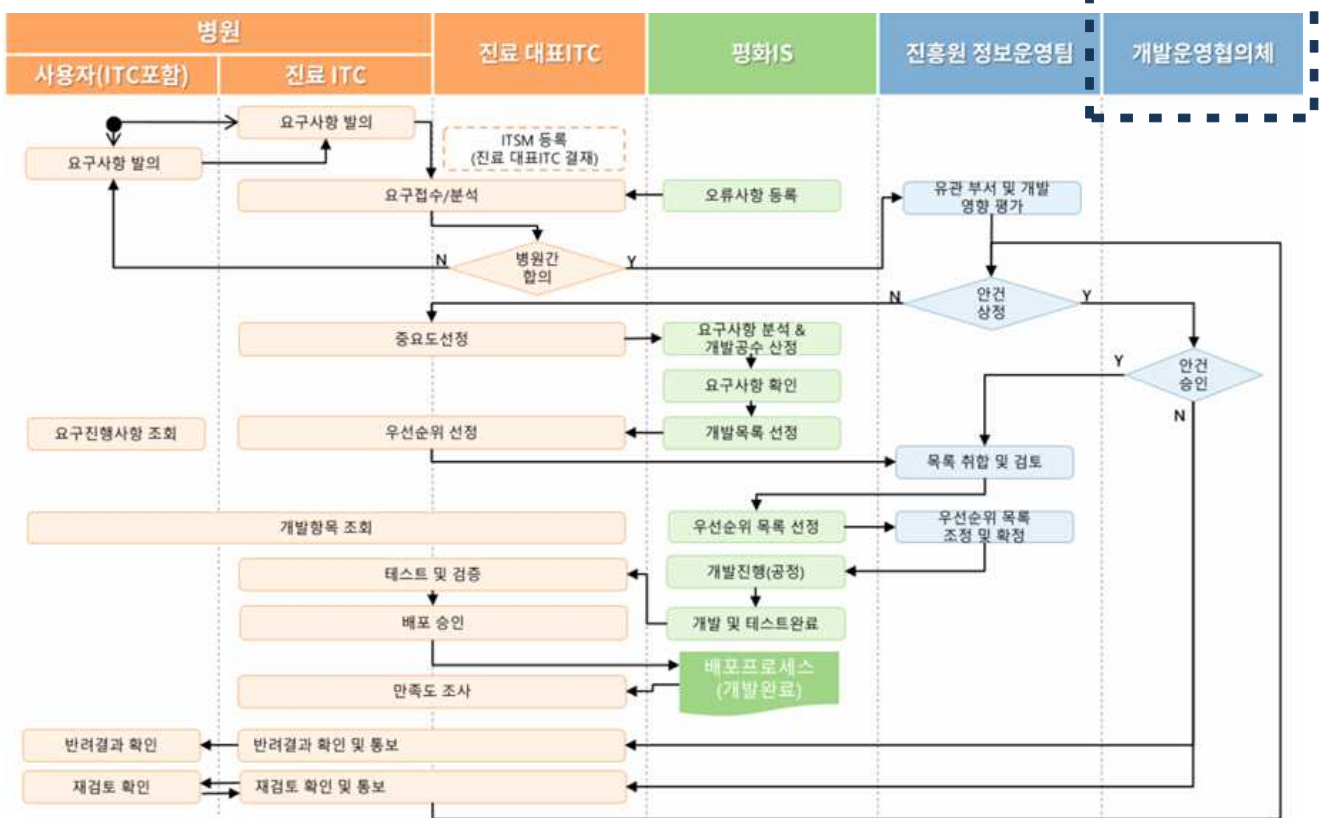 병원
진료 대표ITC
평화IS
진흥원 정보운영팀
개발운영협의체
사용자(ITC포함)
진료 ITC
요구사항 발의
요구사항 발의
ITSM 등록
(진료 대표ITC 결재)
요구접수/분석
오류사항 등록
유관 부서 및 개발
영향 평가
N
병원간
합의
Y
N
안건
상정
Y
중요도선정
요구사항 분석 &
개발공수 산정
Y
안건
승인
N
요구사항 확인
요구진행사항 조회
우선순위 선정
개발목록 선정
목록 취합 및 검토
개발항목 조회
우선순위 목록 선정
우선순위 목록
조정 및 확정
테스트 및 검증
개발진행(공정)
배포 승인
개발 및 테스트완료
배포프로세스
(개발완료)
만족도 조사
반려결과 확인
반려결과 확인 및 통보
재검토 확인
재검토 확인 및 통보